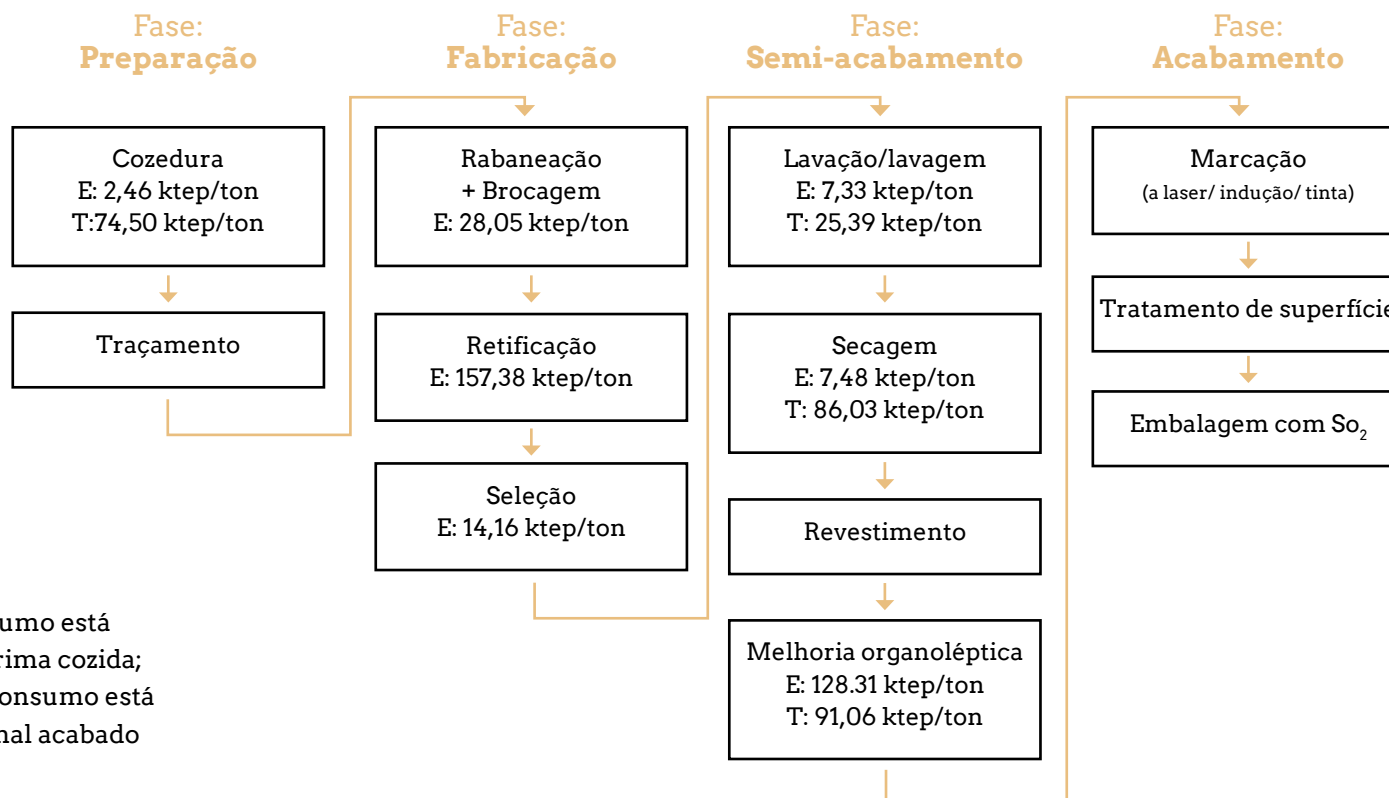 Fase:
Preparação
Cozedura
E: 2,46 ktep/ton
T:74,50 ktep/ton
Traçamento
Fase:
Fabricação
Rabaneação
+ Brocagem
E: 28,05 ktep/ton
Retificação
E: 157,38 ktep/ton
Seleção
E: 14,16 ktep/ton
Fase:
Semi-acabamento
Lavação/lavagem
E: 7,33 ktep/ton
T: 25,39 ktep/ton
Secagem
E: 7,48 ktep/ton
T: 86,03 ktep/ton
Revestimento
Melhoria organoléptica
E: 128.31 ktep/ton
T: 91,06 ktep/ton
Fase:
Acabamento
Marcação
(a laser/ indução/ tinta)
Tratamento de superfície
Embalagem com So₂
umo está
rima cozida;
onsumo está
nal acabado